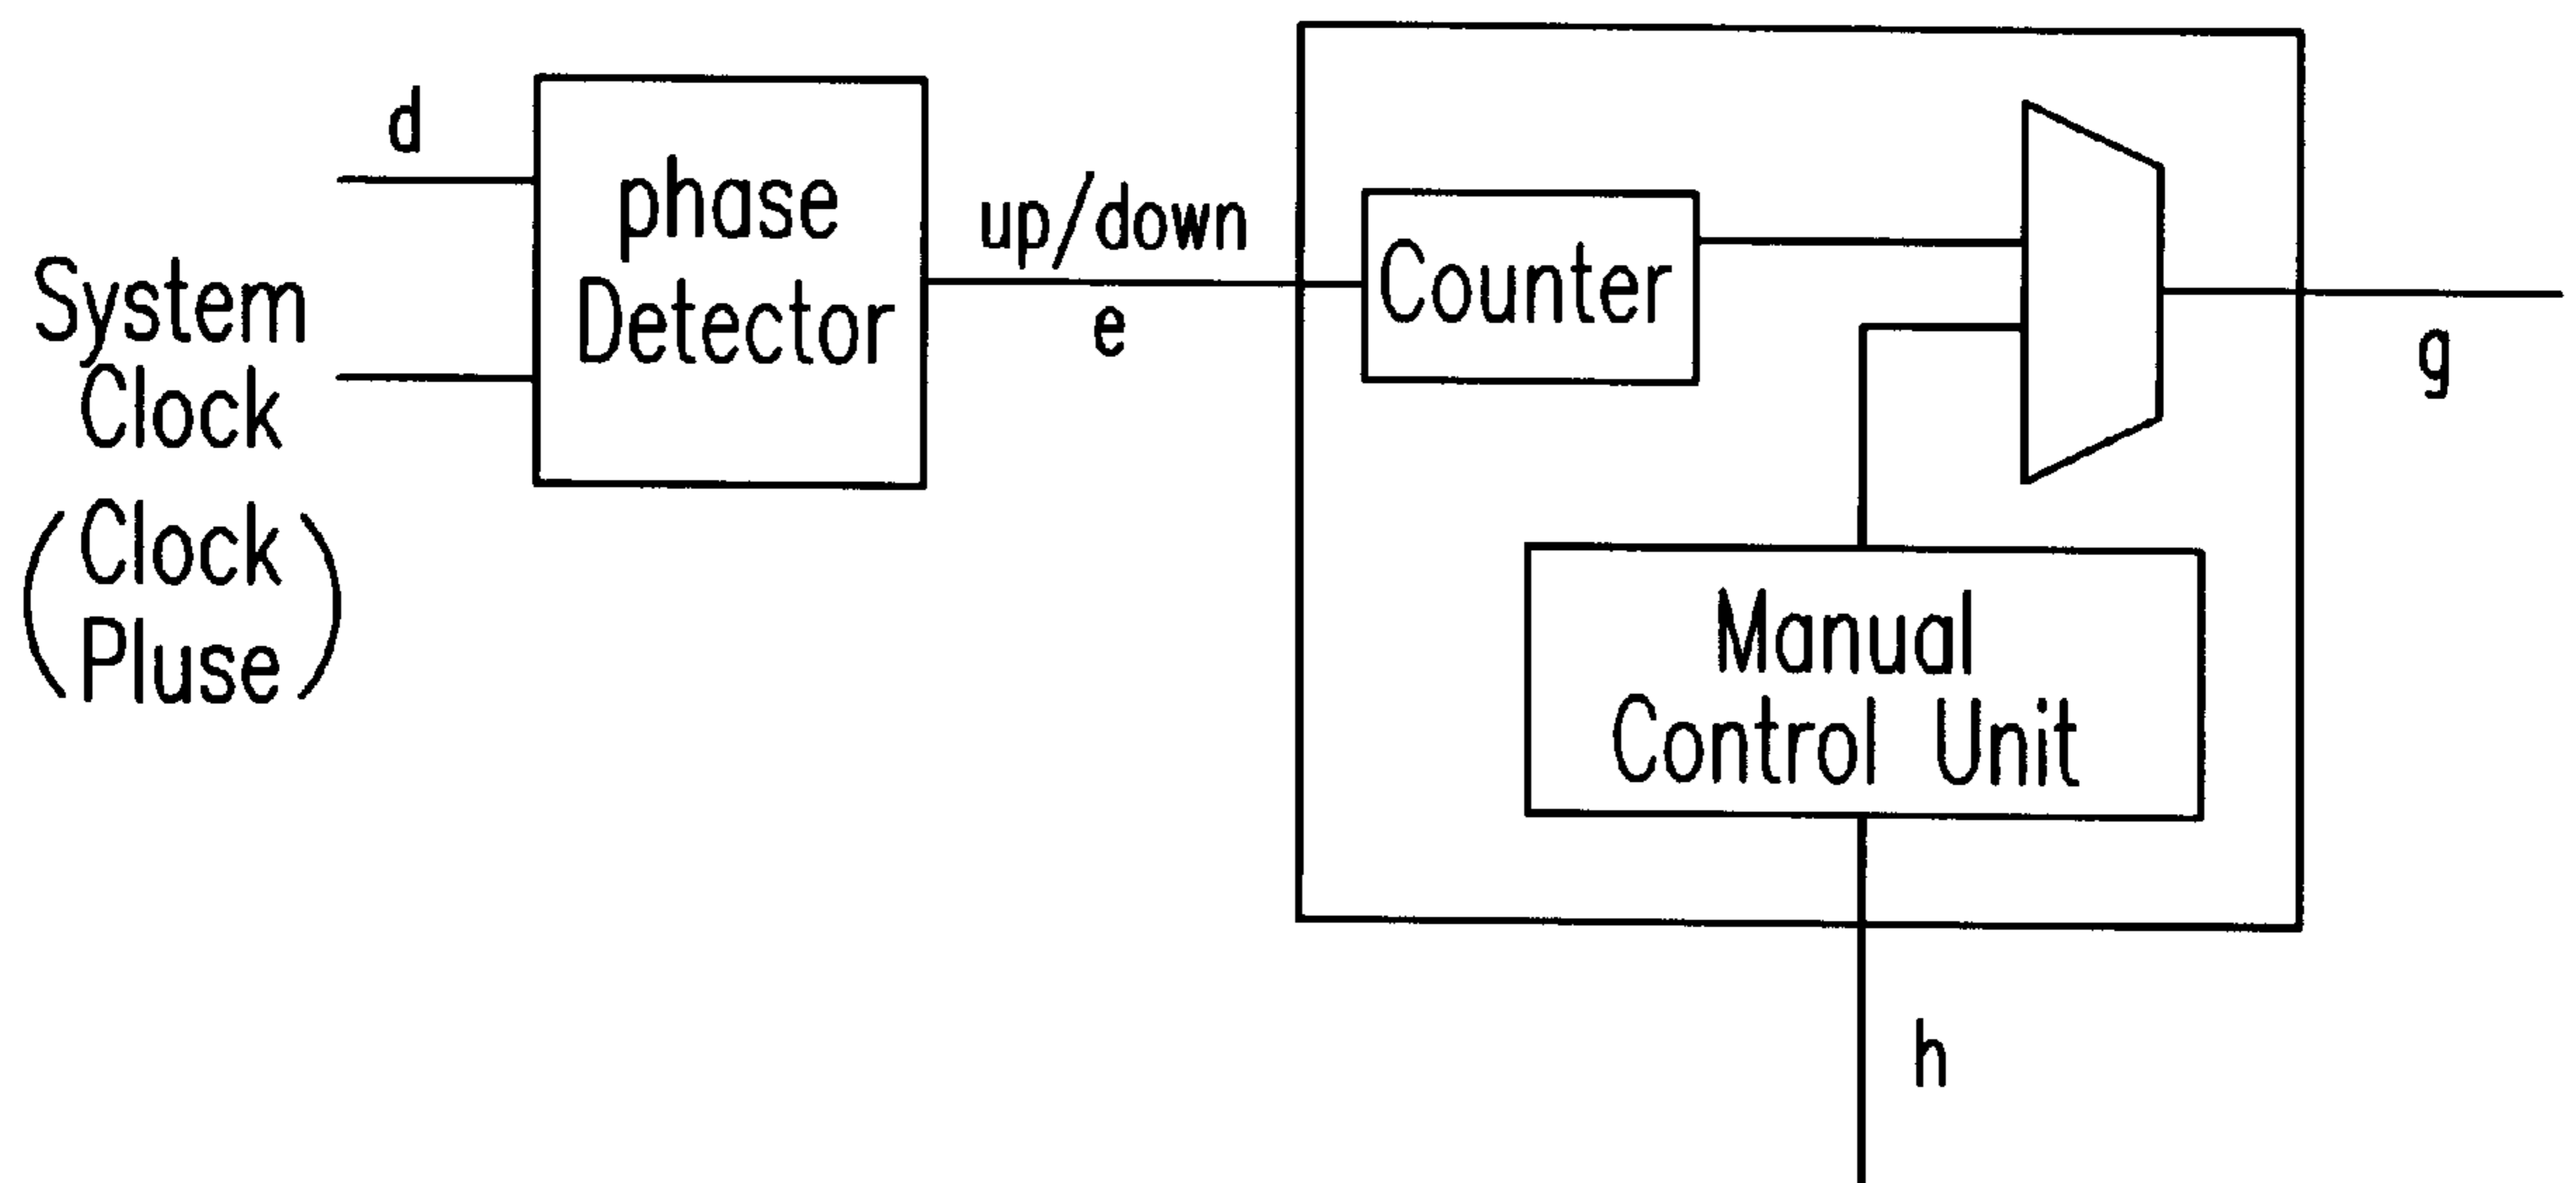 d
System
Clock
(Clock
Pluse)
phase
Detector
up/down
e
Counter
Manual
Control Unit
g
h